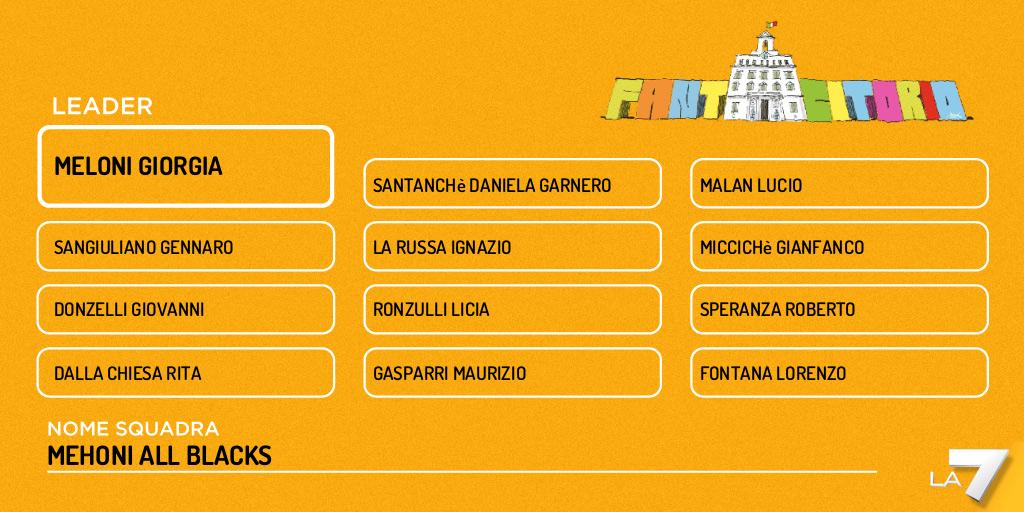 FANTACITORIO
LEADER
MELONI GIORGIA
SANGIULIANO GENNARO
DONZELLI GIOVANNI
DALLA CHIESA RITA
SANTANCHè DANIELA GARNERO
LA RUSSA IGNAZIO
RONZULLI LICIA
GASPARRI MAURIZIO
MALAN LUCIO
MICCICHè GIANFANCO
SPERANZA ROBERTO
FONTANA LORENZO
NOME SQUADRA
MEHONI ALL BLACKS
LA7